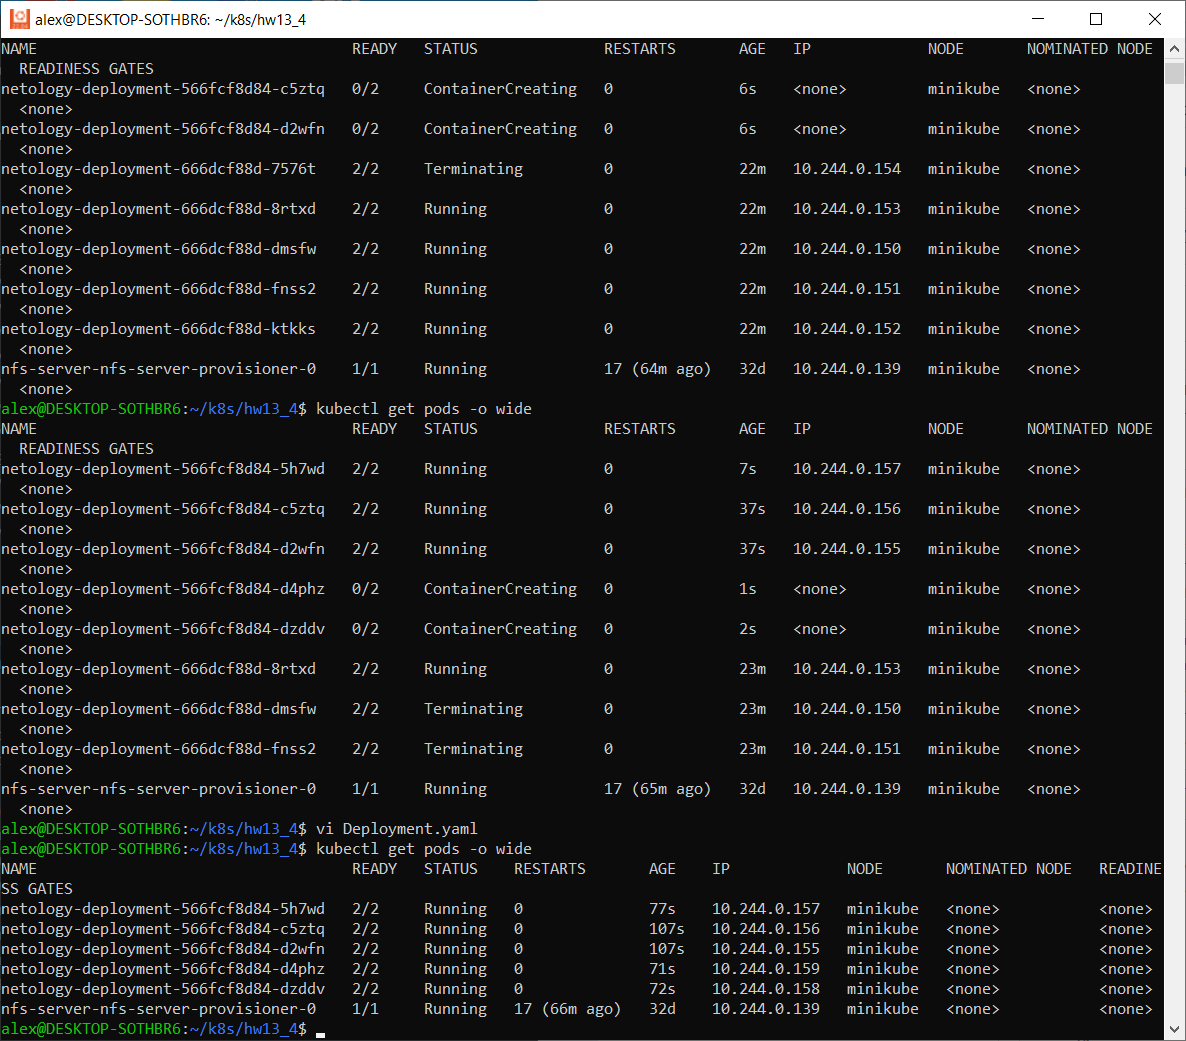 alex@DESKTOP-SOTHBR6: ~/k8s/hw13_4
NAME READY STATUS RESTARTS AGE IP NODE NOMINATED NODE
READINESS GATES
netology-deployment-566fcf8d84-c5ztq 0/2 ContainerCreating 0 6s <none> minikube <none>
<none>
netology-deployment-566fcf8d84-d2wfn 0/2 ContainerCreating 0 6s <none> minikube <none>
<none>
netology-deployment-666dcf88d-7576t 2/2 Terminating 0 22m 10.244.0.154 minikube <none>
<none>
netology-deployment-666dcf88d-8rtxd 2/2 Running 0 22m 10.244.0.153 minikube <none>
<none>
netology-deployment-666dcf88d-dmsfw 2/2 Running 0 22m 10.244.0.150 minikube <none>
<none>
netology-deployment-666dcf88d-fnss2 2/2 Running 0 22m 10.244.0.151 minikube <none>
<none>
netology-deployment-666dcf88d-ktkks 2/2 Running 0 22m 10.244.0.152 minikube <none>
<none>
nfs-server-nfs-server-provisioner-0 1/1 Running 17 (64m ago) 32d 10.244.0.139 minikube <none>
<none>
alex@DESKTOP-SOTHBR6:~/k8s/hw13_4$ kubectl get pods -o wide
NAME READY STATUS RESTARTS AGE IP NODE NOMINATED NODE
READINESS GATES
netology-deployment-566fcf8d84-5h7wd 2/2 Running 0 7s 10.244.0.157 minikube <none>
<none>
netology-deployment-566fcf8d84-c5ztq 2/2 Running 0 37s 10.244.0.156 minikube <none>
<none>
netology-deployment-566fcf8d84-d2wfn 2/2 Running 0 37s 10.244.0.155 minikube <none>
<none>
netology-deployment-566fcf8d84-d4phz 0/2 ContainerCreating 0 1s <none> minikube <none>
<none>
netology-deployment-566fcf8d84-dzddv 0/2 ContainerCreating 0 2s <none> minikube <none>
<none>
netology-deployment-666dcf88d-8rtxd 2/2 Running 0 23m 10.244.0.153 minikube <none>
<none>
netology-deployment-666dcf88d-dmsfw 2/2 Terminating 0 23m 10.244.0.150 minikube <none>
<none>
netology-deployment-666dcf88d-fnss2 2/2 Terminating 0 23m 10.244.0.151 minikube <none>
<none>
nfs-server-nfs-server-provisioner-0 1/1 Running 17 (65m ago) 32d 10.244.0.139 minikube <none>
<none>
alex@DESKTOP-SOTHBR6:~/k8s/hw13_4$ vi Deployment.yaml
alex@DESKTOP-SOTHBR6:~/k8s/hw13_4$ kubectl get pods -o wide
NAME READY STATUS RESTARTS AGE IP NODE NOMINATED NODE READINE
SS GATES
netology-deployment-566fcf8d84-5h7wd 2/2 Running 0 77s 10.244.0.157 minikube <none> <none>
netology-deployment-566fcf8d84-c5ztq 2/2 Running 0 107s 10.244.0.156 minikube <none> <none>
netology-deployment-566fcf8d84-d2wfn 2/2 Running 0 107s 10.244.0.155 minikube <none> <none>
netology-deployment-566fcf8d84-d4phz 2/2 Running 0 71s 10.244.0.159 minikube <none> <none>
netology-deployment-566fcf8d84-dzddv 2/2 Running 0 72s 10.244.0.158 minikube <none> <none>
nfs-server-nfs-server-provisioner-0 1/1 Running 17 (66m ago) 32d 10.244.0.139 minikube <none> <none>
alex@DESKTOP-SOTHBR6:~/k8s/hw13_4$